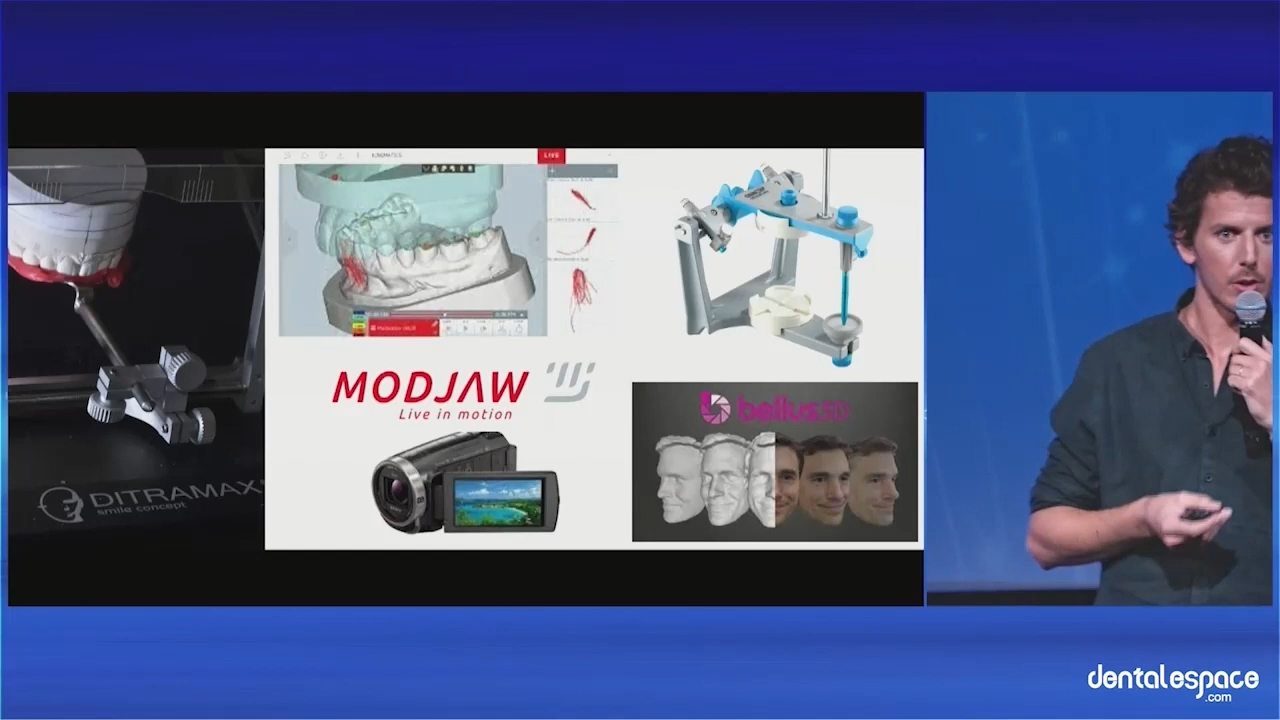 LIVE
MODJAW
Live in motion
bellus3D
DITRAMAX
smile concept
dentalespace
.com